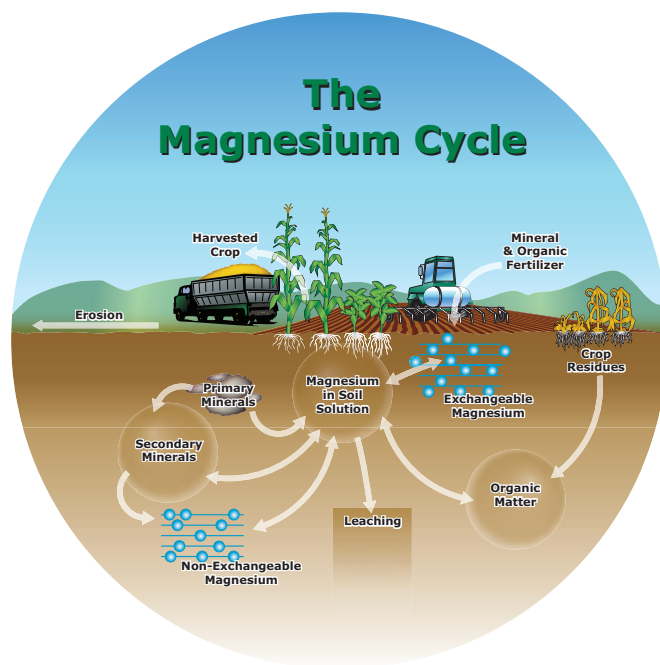 The
Magnesium Cycle
Harvested
Crop
Mineral
& Organic
Fertilizer
Erosion
Crop
Residues
Primary
Minerals
Magnesium
in Soil
Solution
Exchangeable
Magnesium
Secondary
Minerals
Organic
Matter
Leaching
Non-Exchangeable
Magnesium